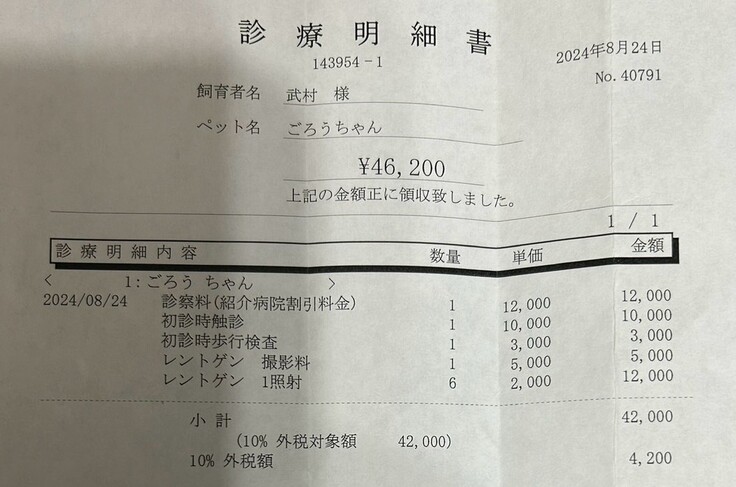 診療明細書
143954-1
2024年8月24日
No.40791
飼育者名 武村 様
ペット名 ごろうちゃん
¥46,200
上記の金額正に領収致しました。
1 / 1
診療明細内容 数量 単価 金額
< 1:ごろう ちゃん >
2024/08/24 診察料(紹介病院割引料金) 1 12,000 12,000
初診時触診 1 10,000 10,000
初診時歩行検査 1 3,000 3,000
レントゲン 撮影料 1 5,000 5,000
レントゲン 1照射 6 2,000 12,000
小計 42,000
(10% 外税対象額 42,000)
10% 外税額 4,200